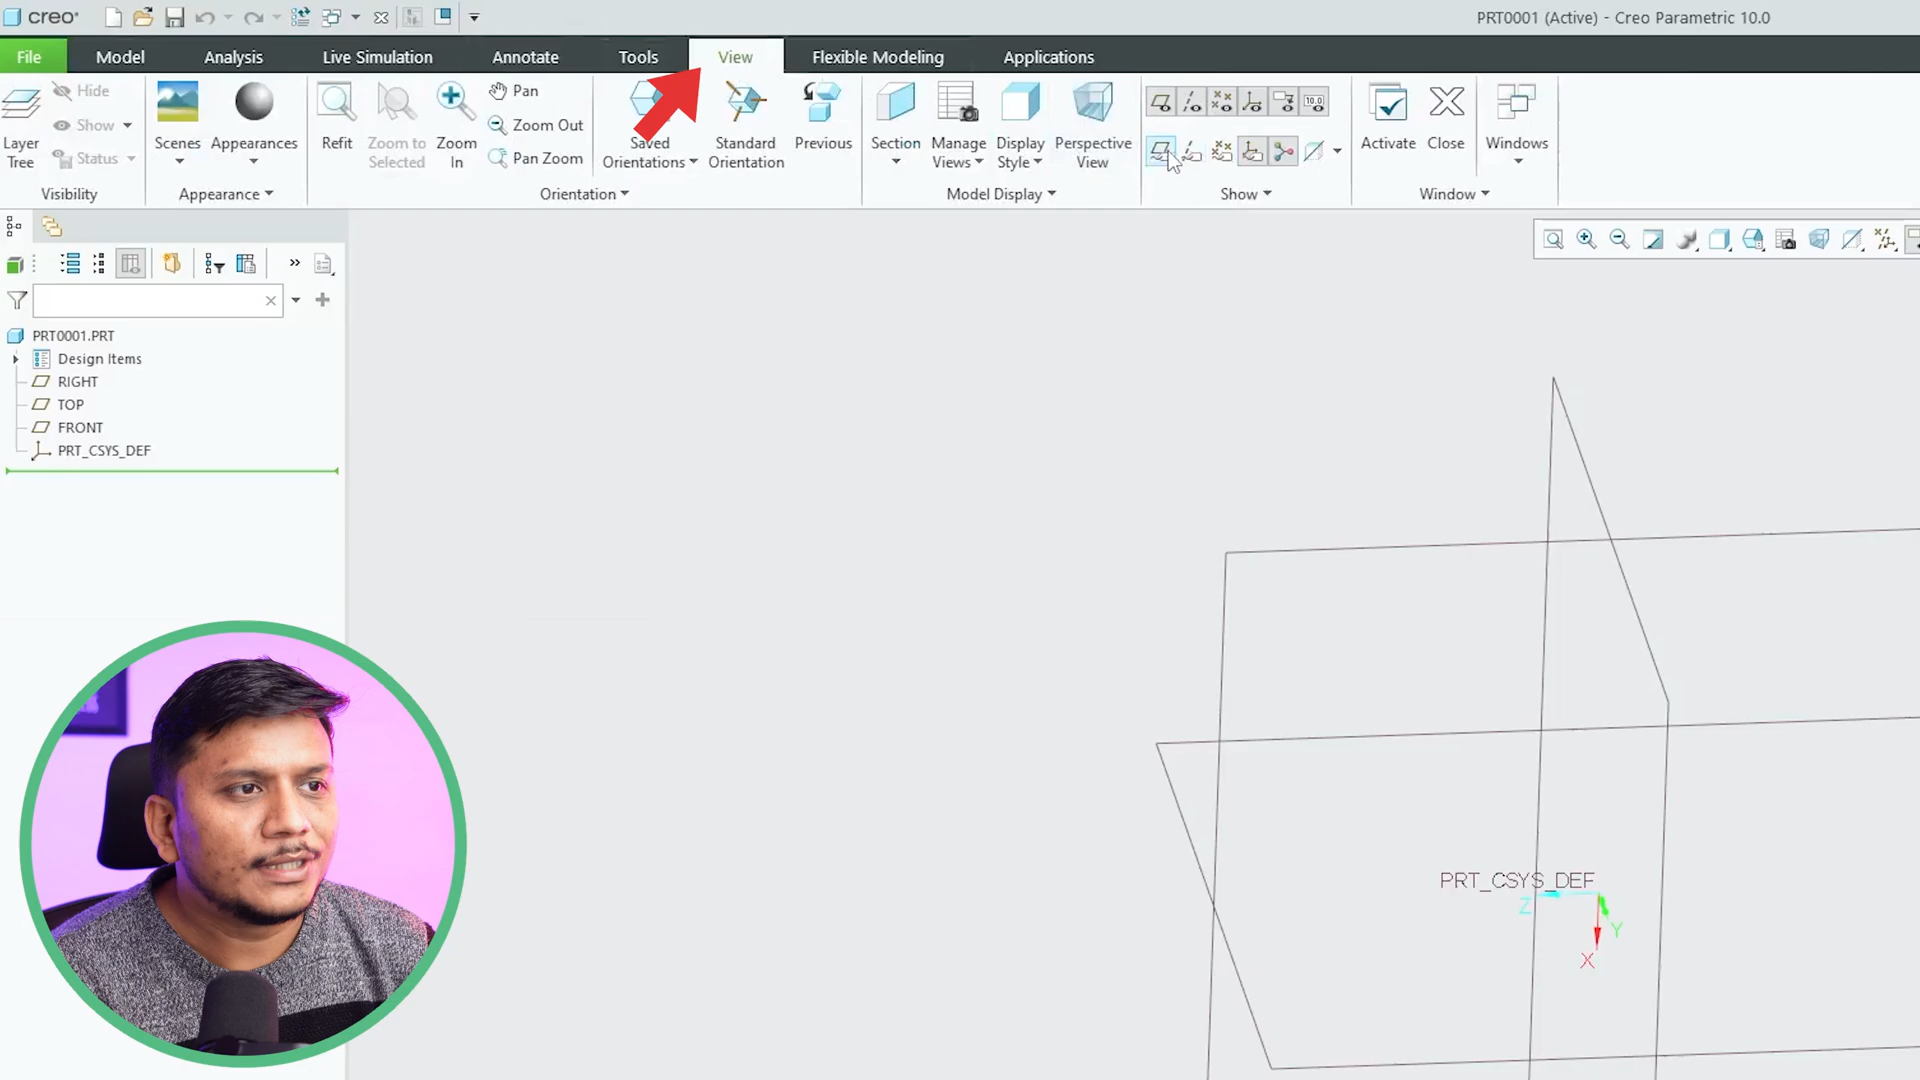 creo°
PRT0001 (Active) - Creo Parametric 10.0
File Model Analysis Live Simulation Annotate Tools View Flexible Modeling Applications
Layer Tree
Hide
Show
Status
Visibility
Scenes
Appearances
Appearance
Refit
Zoom to Selected
Zoom In
Pan
Zoom Out
Pan Zoom
Saved Orientations
Standard Orientation
Previous
Orientation
Section
Manage Views
Display Style
Perspective View
Model Display
10.0
Show
Activate
Close
Windows
Window
PRT0001.PRT
Design Items
RIGHT
TOP
FRONT
PRT_CSYS_DEF
PRT_CSYS_DEF
Z
Y
X